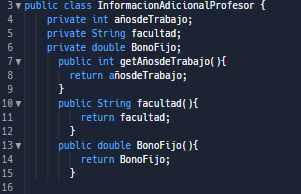 3 public class InformacionAdicionalProfesor {
4 private int añosdeTrabajo;
5 private String facultad;
6 private double BonoFijo;
7 public int getAñosdeTrabajo(){
8 return añosdeTrabajo;
9 }
10 public String facultad(){
11 return facultad;
12 }
13 public double BonoFijo(){
14 return BonoFijo;
15 }
16